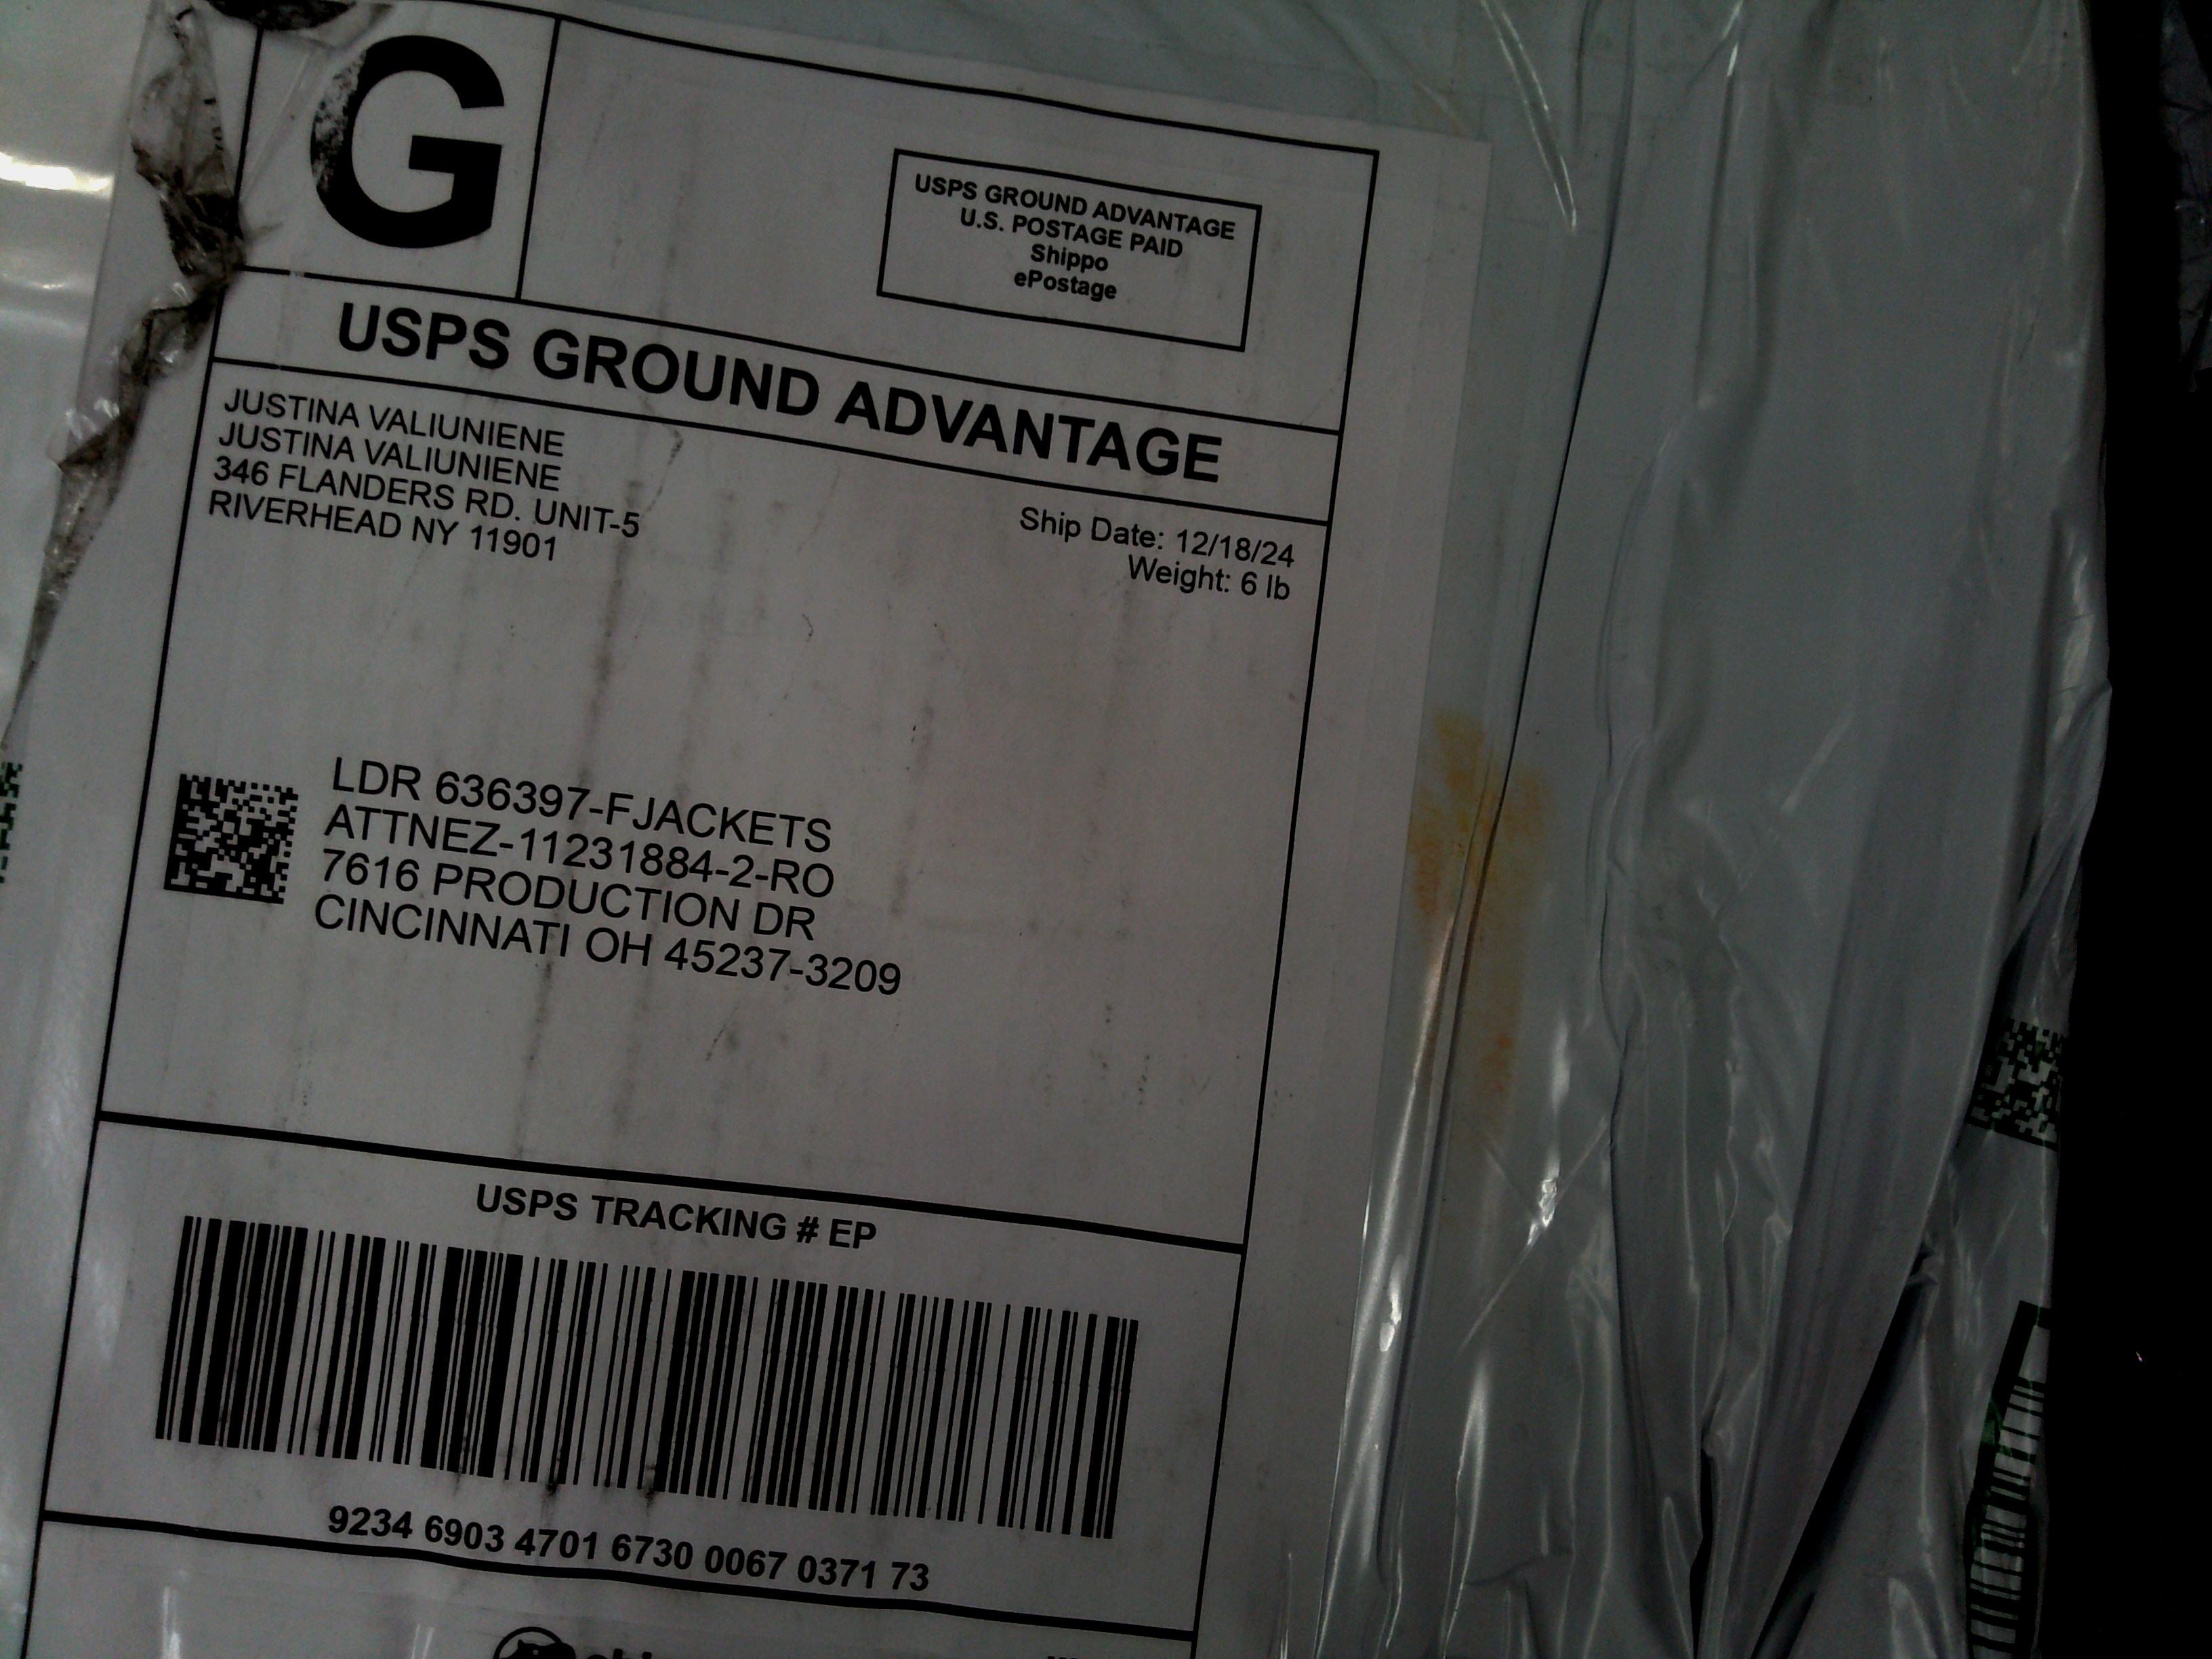 G
USPS GROUND ADVANTAGE
U.S. POSTAGE PAID
Shippo
ePostage
USPS GROUND ADVANTAGE
JUSTINA VALIUNIENE
JUSTINA VALIUNIENE
346 FLANDERS RD. UNIT-5
RIVERHEAD NY 11901
Ship Date: 12/18/24
Weight: 6 lb
LDR 636397-FJACKETS
ATTNEZ-11231884-2-RO
7616 PRODUCTION DR
CINCINNATI OH 45237-3209
USPS TRACKING # EP
9234 6903 4701 6730 0067 0371 73